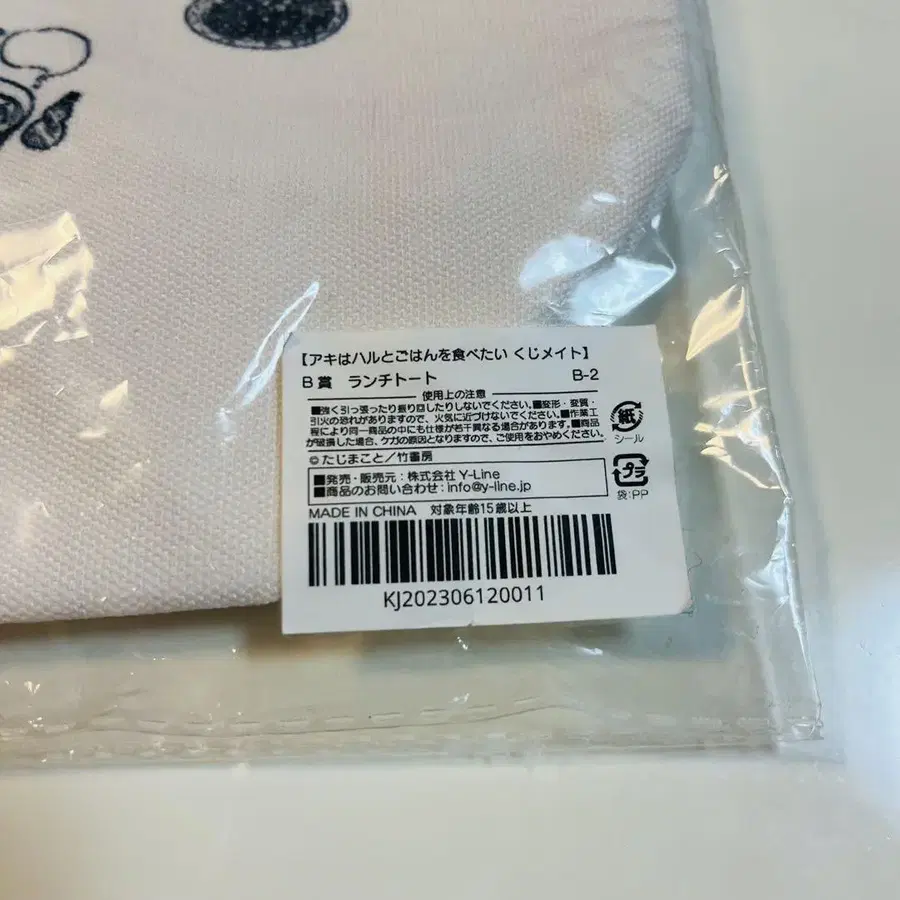 【アキはハルとごはんを食べたい くじメイト】
B賞 ランチトート B-2
使用上の注意
■強く引っ張ったり振り回したりしないでください。■変形・変質・
引火の恐れがありますので、火気に近づけないでください。■作業工
程により同一商品の中にも仕様が若干異なる場合があります。■商品
が破損した場合、ケガの原因となりますので、ご使用をおやめください。
紙
シール
©たじまこと／竹書房
■発売・販売元：株式会社 Y-Line
■商品のお問い合わせ：info@y-line.jp
プラ
袋:PP
MADE IN CHINA 対象年齢15歳以上
KJ202306120011